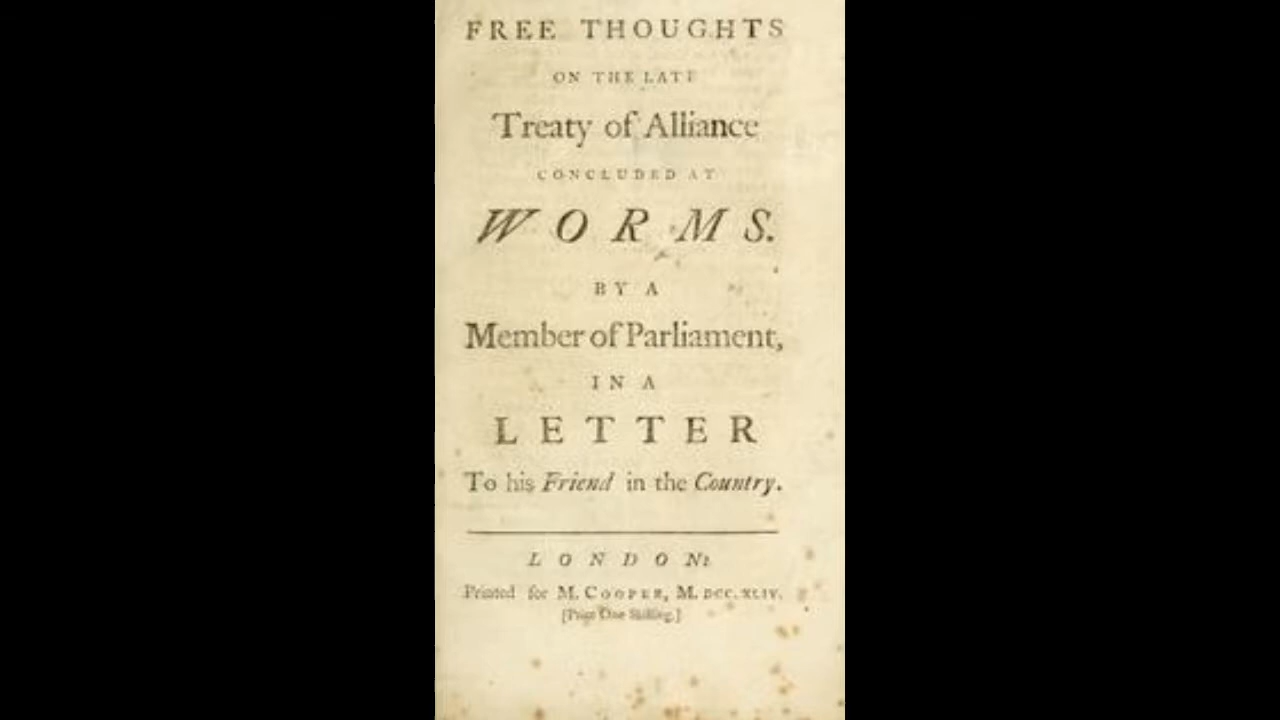 FREE THOUGHTS
ON THE LATE
Treaty of Alliance
CONCLUDED AT
WORMS.
BY A
Member of Parliament,
IN A
LETTER
To his Friend in the Country.
LONDON:
Printed for M. COOPER, M.DCC.XLIV.
[Price One Shilling.]